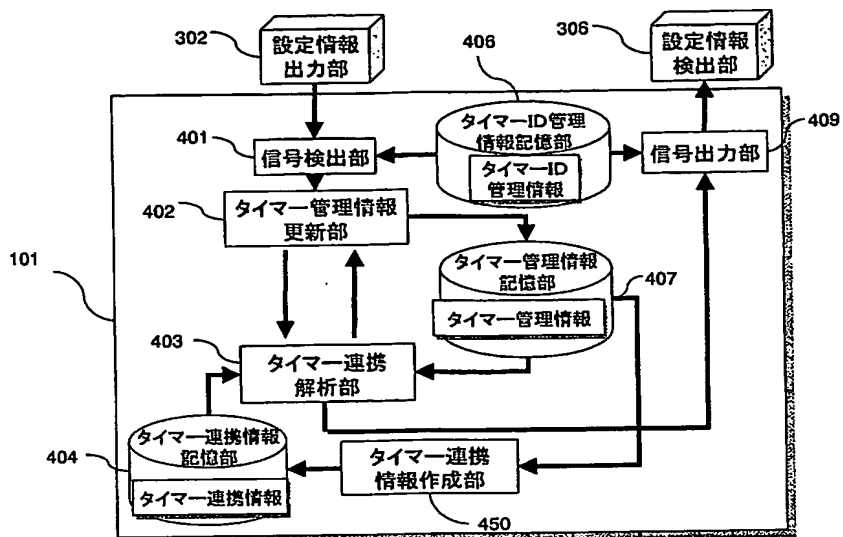 302
設定情報
出力部
406
306
設定情報
検出部
401
信号検出部
タイマーID管理
情報記憶部
タイマーID
管理情報
信号出力部
409
402
タイマー管理情報
更新部
101
タイマー管理情報
記憶部
タイマー管理情報
407
403
タイマー連携
解析部
404
タイマー連携情報
記憶部
タイマー連携情報
タイマー連携
情報作成部
450